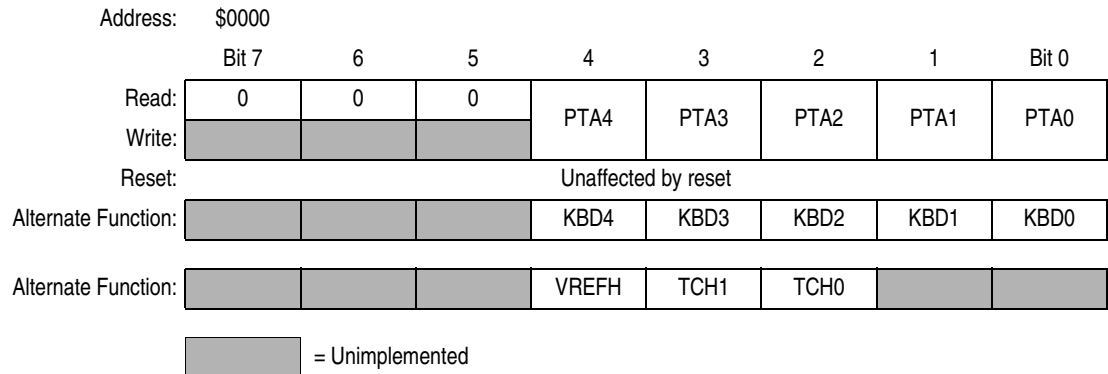 Address: $0000
Bit 7 6 5 4 3 2 1 Bit 0
Read: 0 0 0 PTA4 PTA3 PTA2 PTA1 PTA0
Write:
Reset: Unaffected by reset
Alternate Function: KBD4 KBD3 KBD2 KBD1 KBD0
Alternate Function: VREFH TCH1 TCH0
= Unimplemented